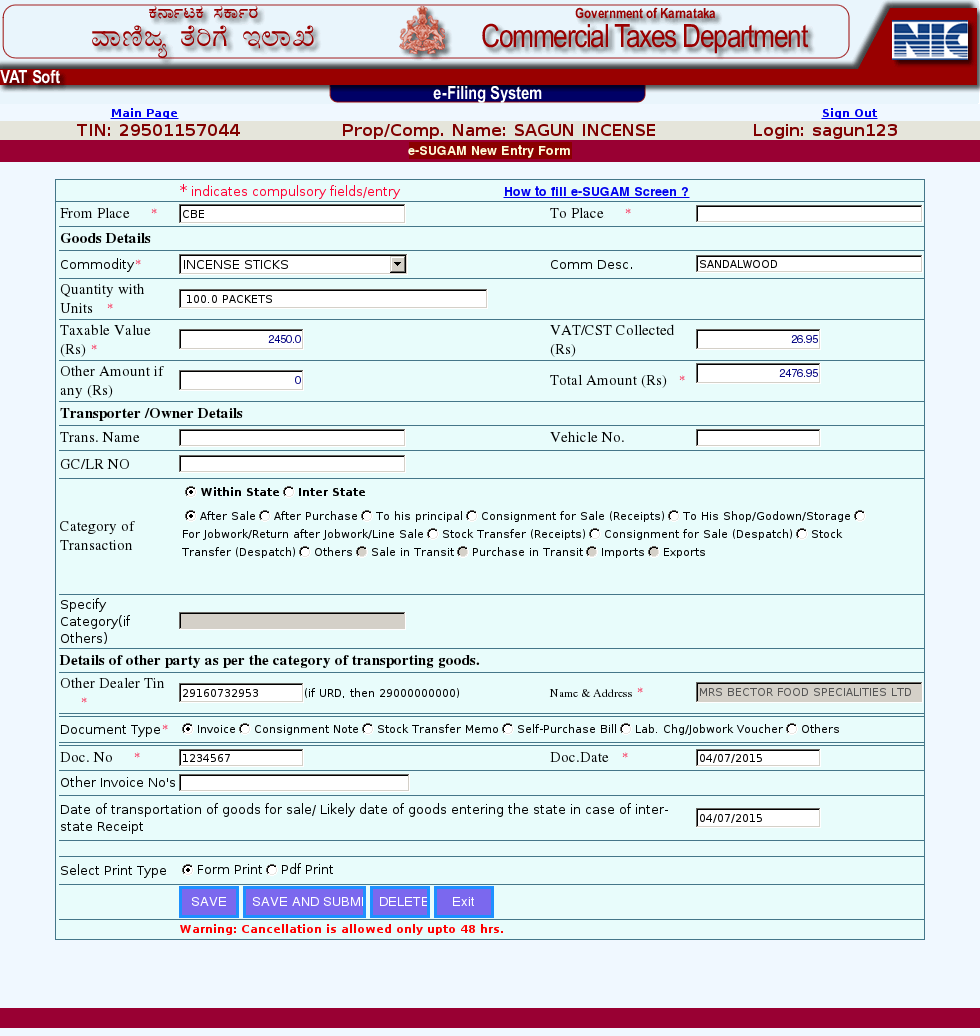 ಕರ್ನಾಟಕ ಸರ್ಕಾರ
ವಾಣಿಜ್ಯ ತೆರಿಗೆ ಇಲಾಖೆ
Government of Karnataka
Commercial Taxes Department
NIC
VAT Soft
e-Filing System
Main Page Sign Out
TIN: 29501157044 Prop/Comp. Name: SAGUN INCENSE Login: sagun123
e-SUGAM New Entry Form
* indicates compulsory fields/entry How to fill e-SUGAM Screen ?
From Place * CBE To Place *
Goods Details
Commodity* INCENSE STICKS Comm Desc. SANDALWOOD
Quantity with
Units * 100.0 PACKETS
Taxable Value
(Rs) * 2450.0 VAT/CST Collected
(Rs) 26.95
Other Amount if
any (Rs) 0 Total Amount (Rs) * 2476.95
Transporter /Owner Details
Trans. Name Vehicle No.
GC/LR NO
Category of
Transaction
Within State Inter State
After Sale After Purchase To his principal Consignment for Sale (Receipts) To His Shop/Godown/Storage
For Jobwork/Return after Jobwork/Line Sale Stock Transfer (Receipts) Consignment for Sale (Despatch) Stock
Transfer (Despatch) Others Sale in Transit Purchase in Transit Imports Exports
Specify
Category(if
Others)
Details of other party as per the category of transporting goods.
Other Dealer Tin
* 29160732953 (if URD, then 29000000000) Name & Address * MRS BECTOR FOOD SPECIALITIES LTD
Document Type* Invoice Consignment Note Stock Transfer Memo Self-Purchase Bill Lab. Chg/Jobwork Voucher Others
Doc. No * 1234567 Doc.Date * 04/07/2015
Other Invoice No's
Date of transportation of goods for sale/ Likely date of goods entering the state in case of inter-
state Receipt 04/07/2015
Select Print Type Form Print Pdf Print
SAVE SAVE AND SUBMI DELETE Exit
Warning: Cancellation is allowed only upto 48 hrs.